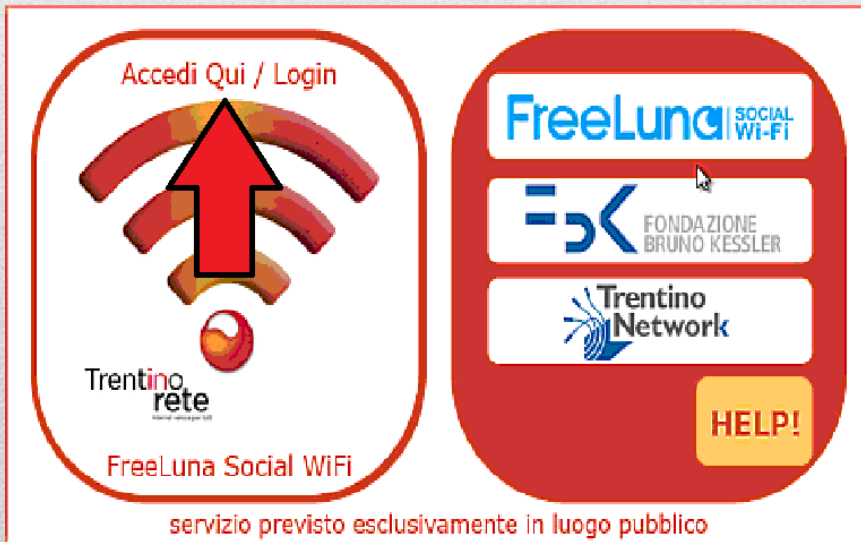 Accedi Qui / Login
Trentino
rete
FreeLuna Social WiFi
FreeLuna SOCIAL
Wi-Fi
FONDAZIONE
BRUNO KESSLER
Trentino
Network
HELP!
servizio previsto esclusivamente in luogo pubblico